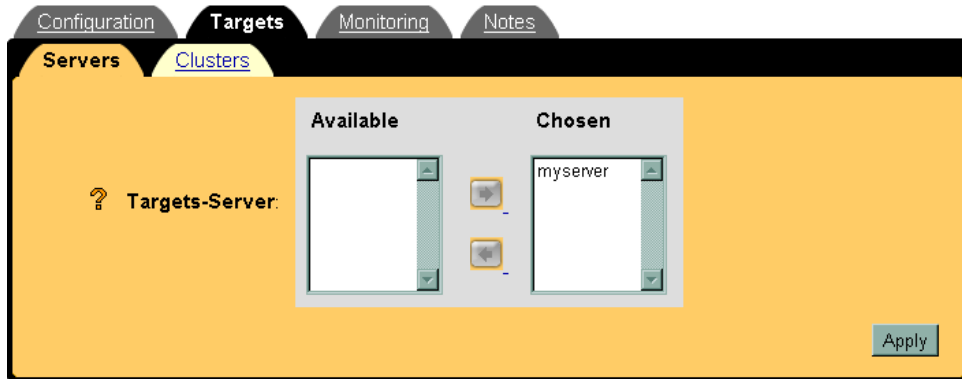 Configuration Targets Monitoring Notes
Servers Clusters
Available Chosen
myserver
? Targets-Server:
Apply